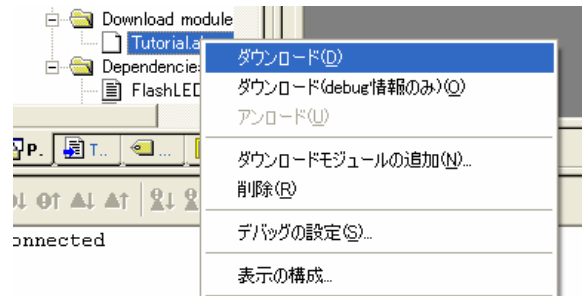 Download module
Tutorial.a
Dependencie
FlashLED
P.
T..
...
onnected
ダウンロード(D)
ダウンロード(debug情報のみ)(O)
アンロード(U)
ダウンロードモジュールの追加(N)...
削除(R)
デバッグの設定(S)...
表示の構成...